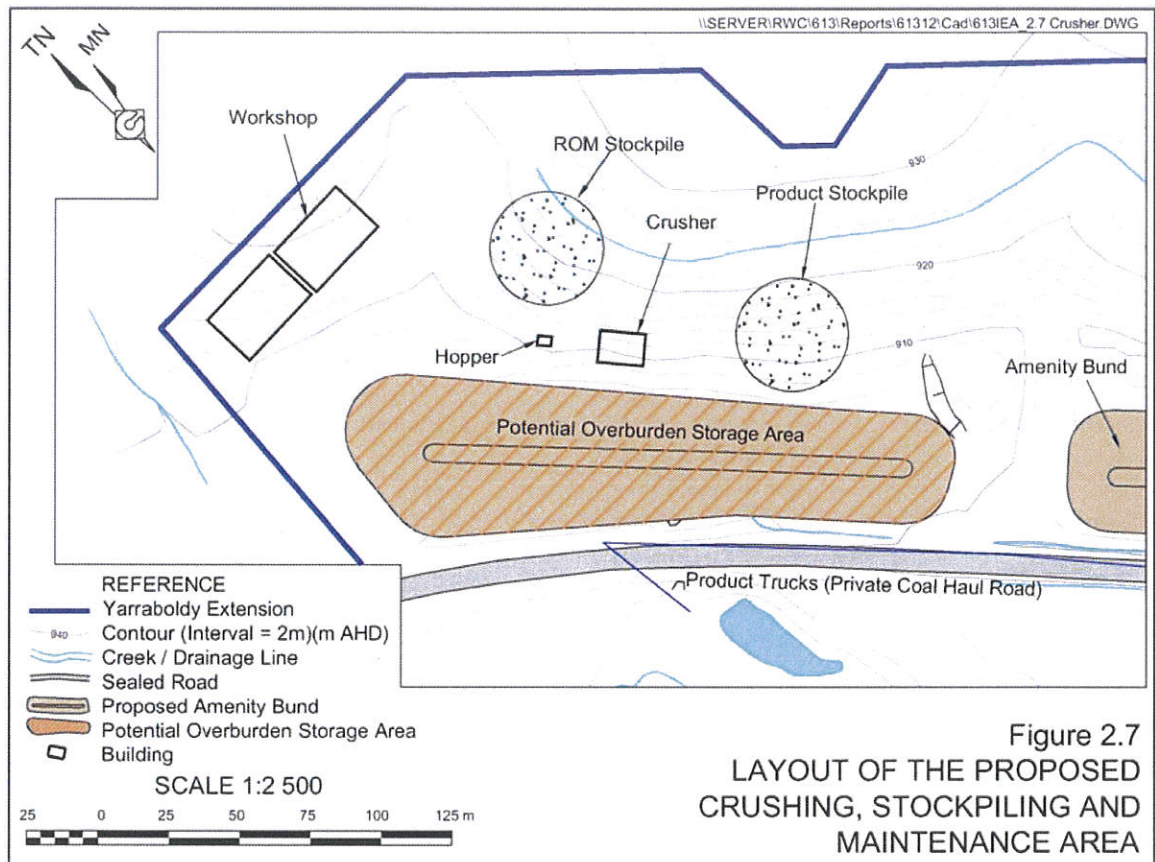 \\SERVER\RWC\613\Reports\61312\Cad\613IEA_2.7 Crusher.DWG
TN
MN
Workshop
ROM Stockpile
930
Product Stockpile
Crusher
920
Hopper
910
Amenity Bund
Potential Overburden Storage Area
Product Trucks (Private Coal Haul Road)
REFERENCE
Yarraboldy Extension
940
Contour (Interval = 2m)(m AHD)
Creek / Drainage Line
Sealed Road
Proposed Amenity Bund
Potential Overburden Storage Area
Building
SCALE 1:2 500
25 0 25 50 75 100 125 m
Figure 2.7
LAYOUT OF THE PROPOSED
CRUSHING, STOCKPILING AND
MAINTENANCE AREA